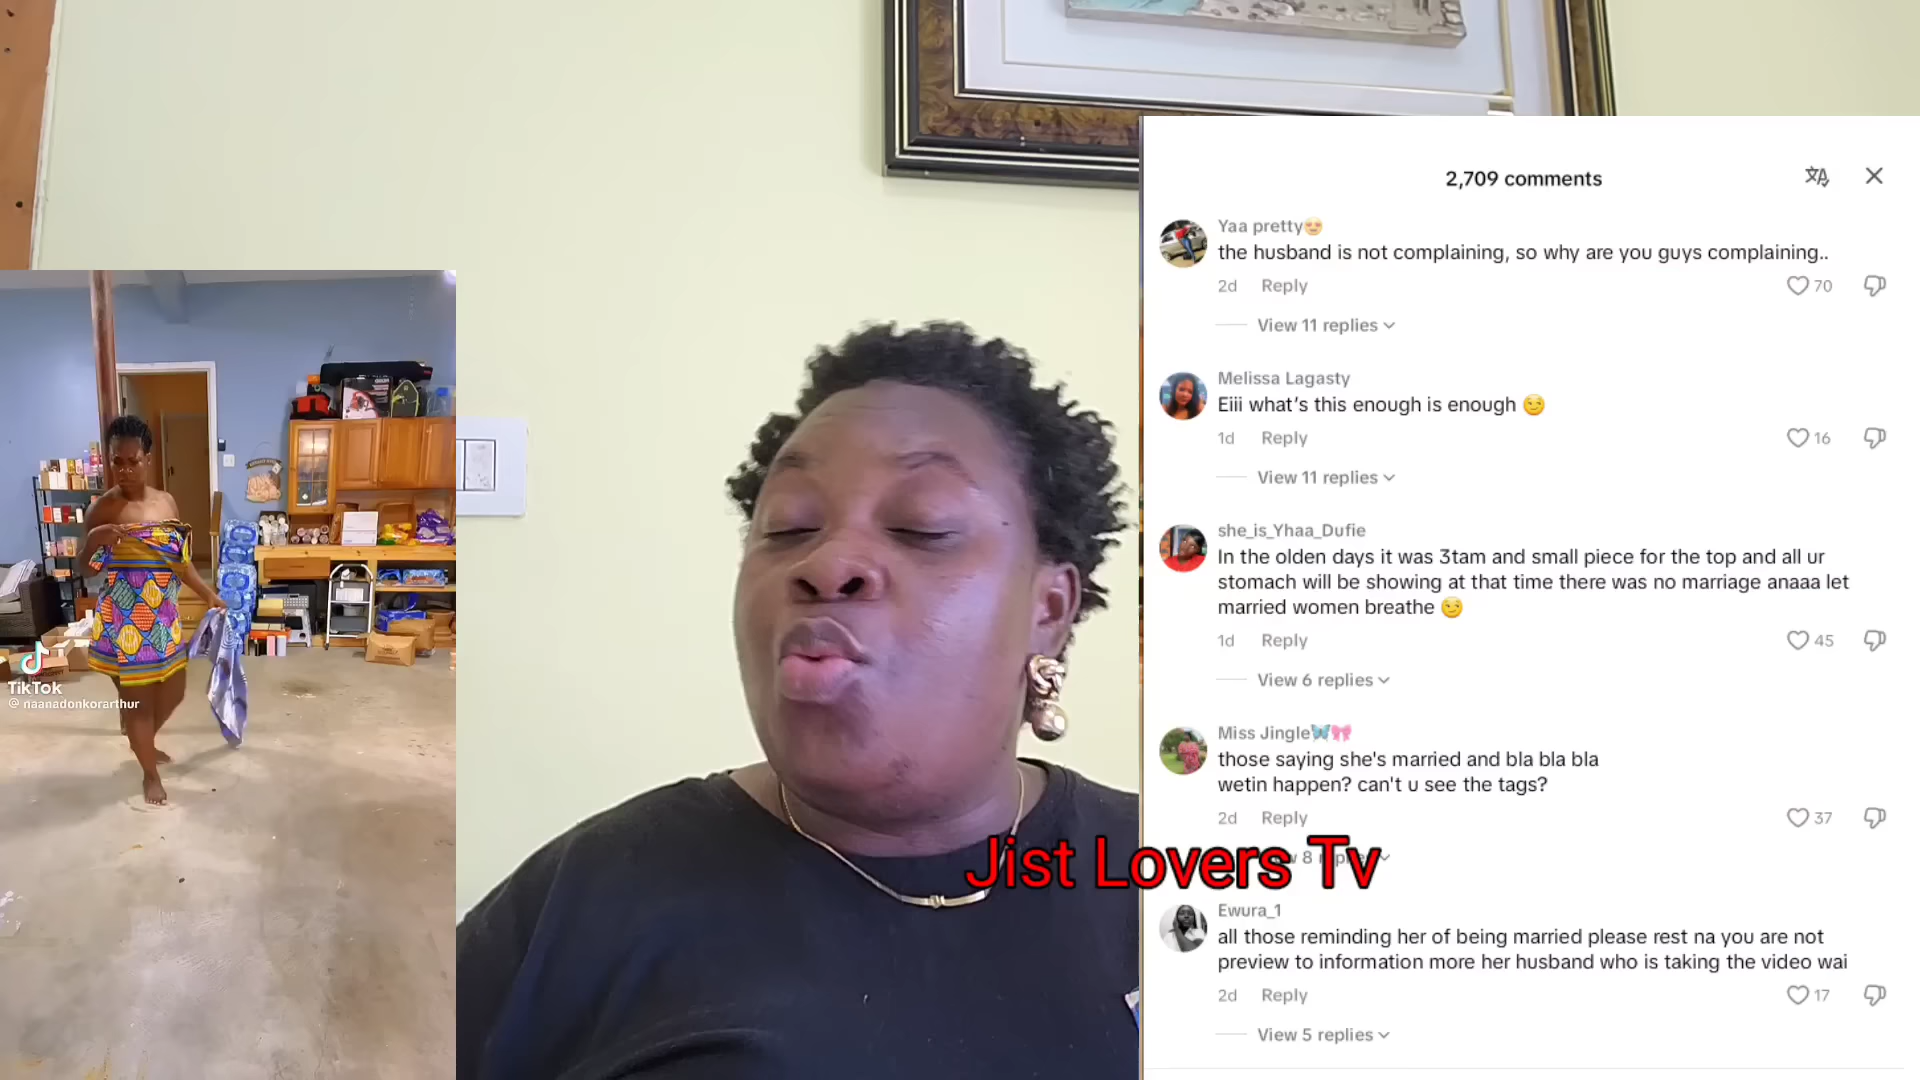 2,709 comments
Yaa pretty😍
the husband is not complaining, so why are you guys complaining..
2d Reply 70
View 11 replies
Melissa Lagasty
Eiii what's this enough is enough 😏
1d Reply 16
View 11 replies
she_is_Yhaa_Dufie
In the olden days it was 3tam and small piece for the top and all ur
stomach will be showing at that time there was no marriage anaaa let
married women breathe 😏
1d Reply 45
View 6 replies
Miss Jingle🦋🎀
those saying she's married and bla bla bla
wetin happen? can't u see the tags?
2d Reply 37
8
Jist Lovers Tv
Ewura_1
all those reminding her of being married please rest na you are not
preview to information more her husband who is taking the video wai
2d Reply 17
View 5 replies
TikTok
@ naanadonkorarthur